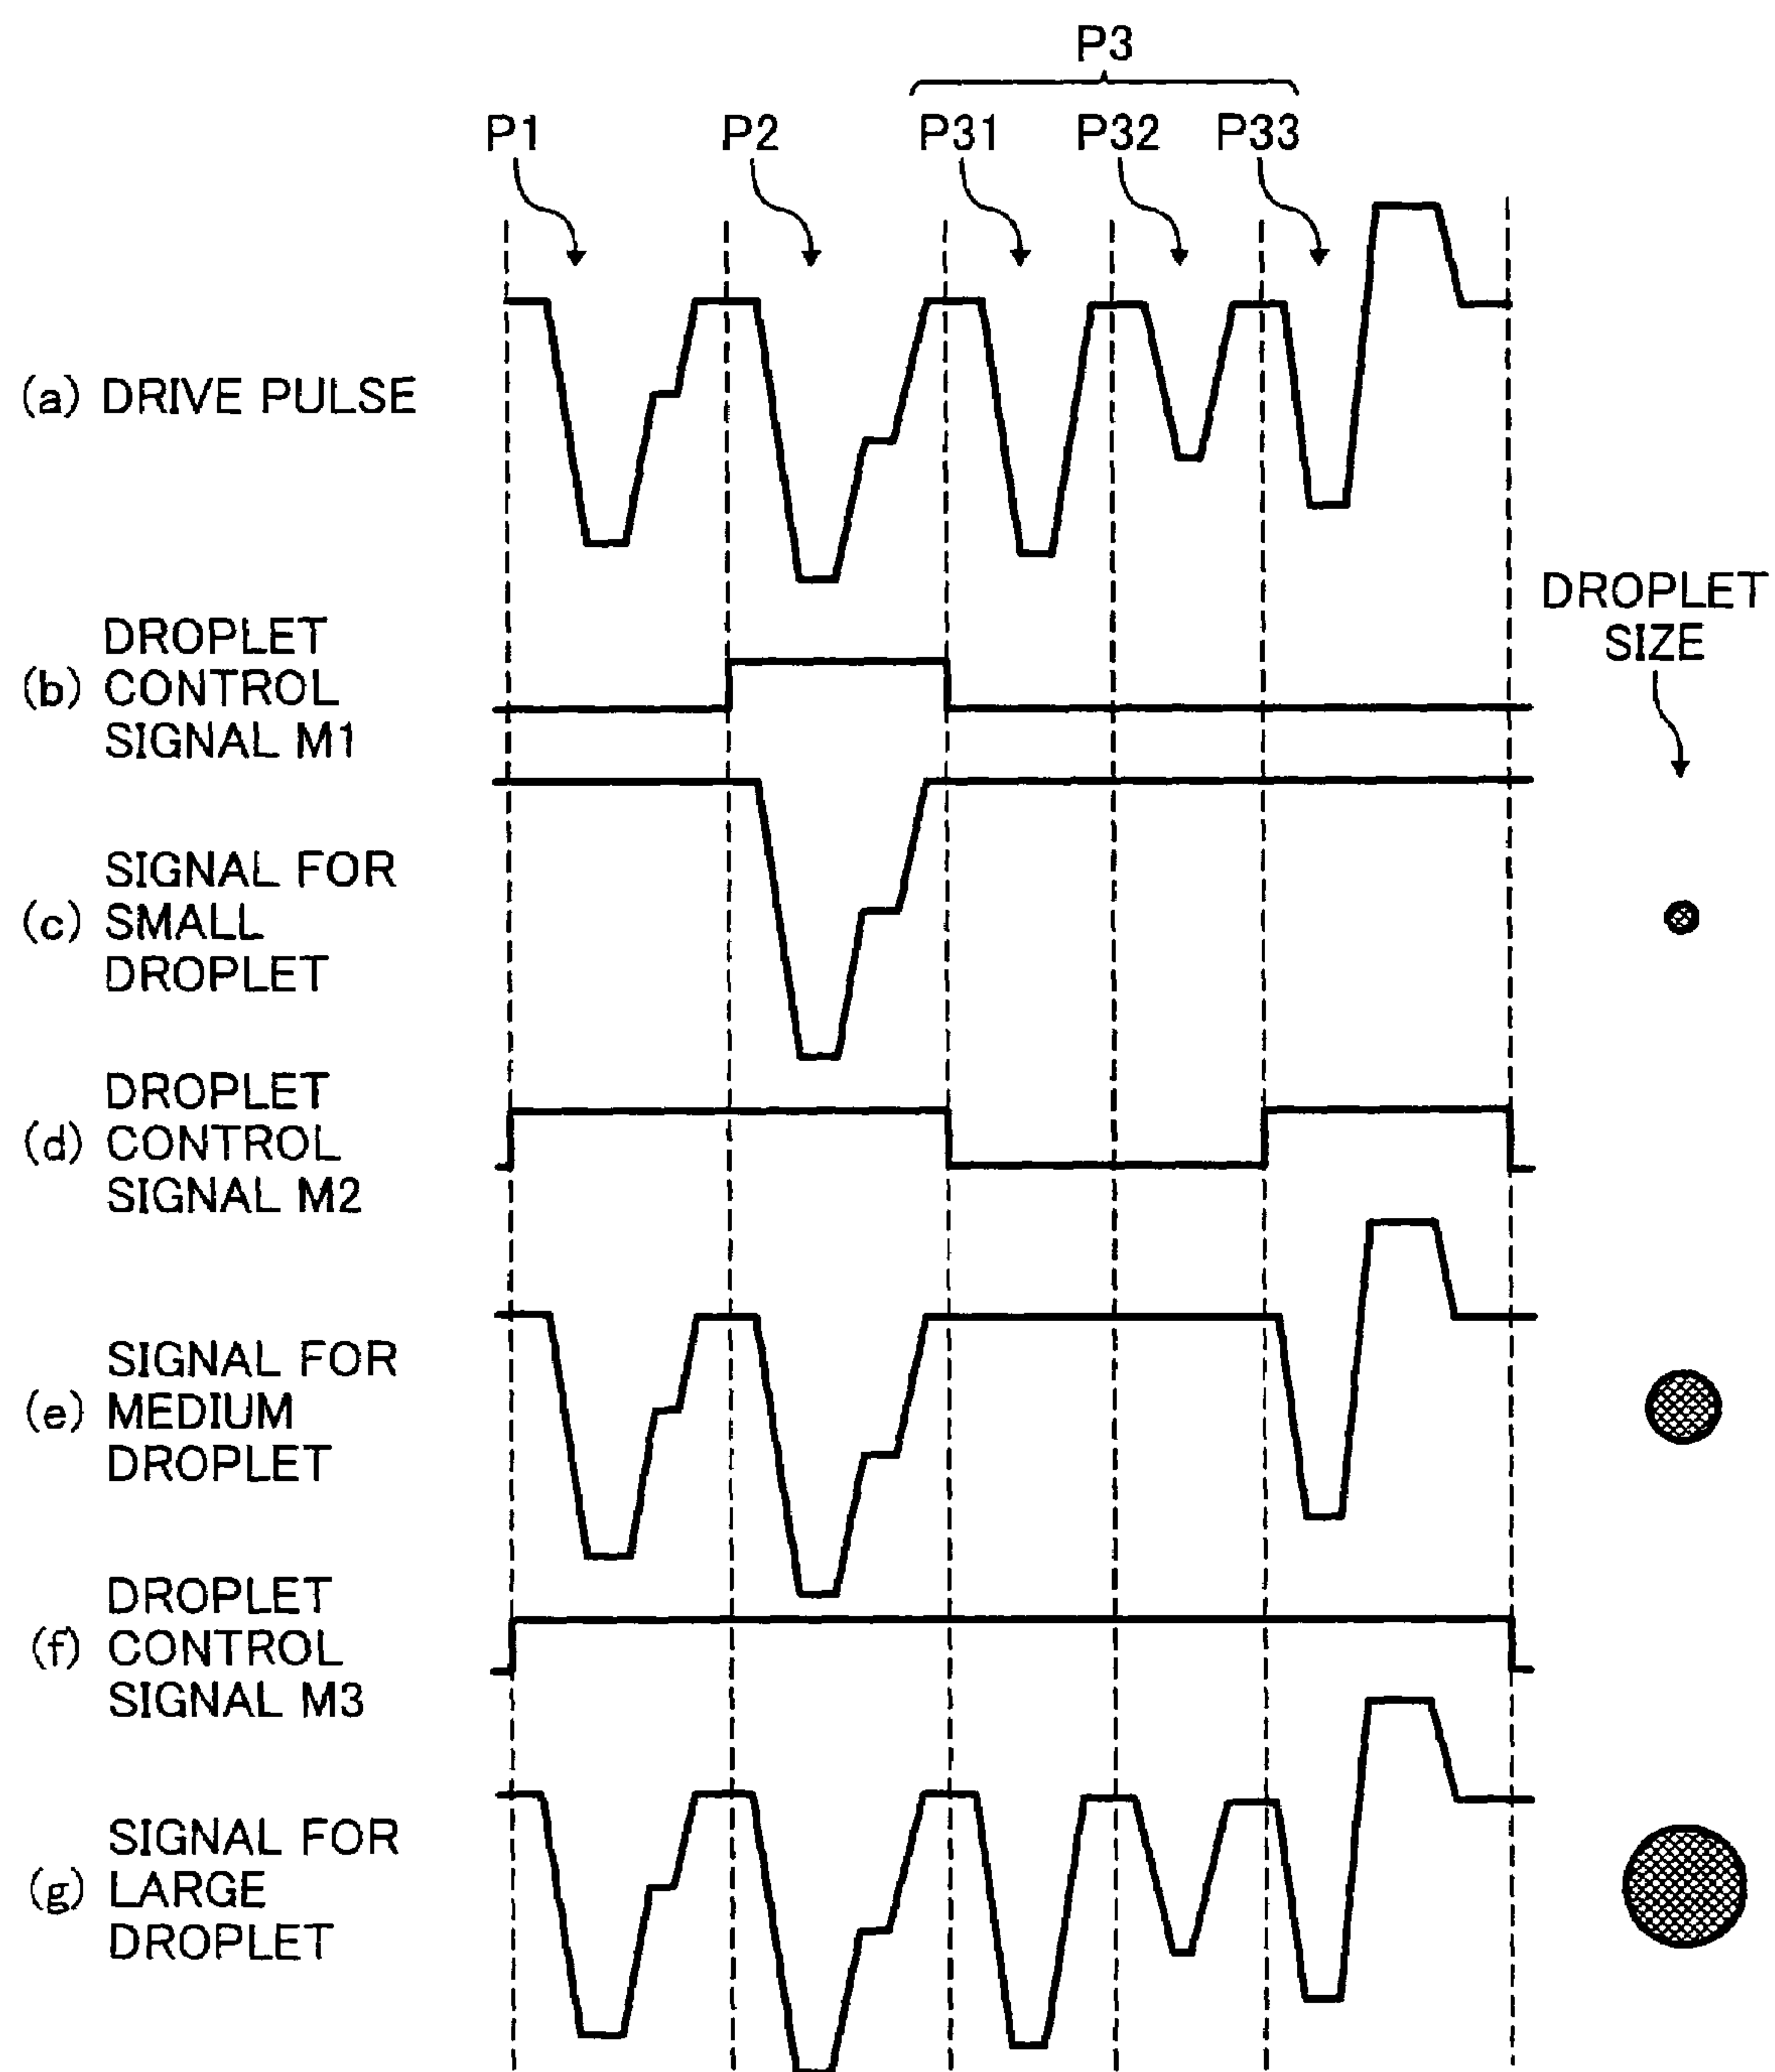 P3
P1 P2 P31 P32 P33
(a) DRIVE PULSE
DROPLET
SIZE
DROPLET
(b) CONTROL
SIGNAL M1
SIGNAL FOR
(c) SMALL
DROPLET
DROPLET
(d) CONTROL
SIGNAL M2
SIGNAL FOR
(e) MEDIUM
DROPLET
DROPLET
(f) CONTROL
SIGNAL M3
SIGNAL FOR
(g) LARGE
DROPLET